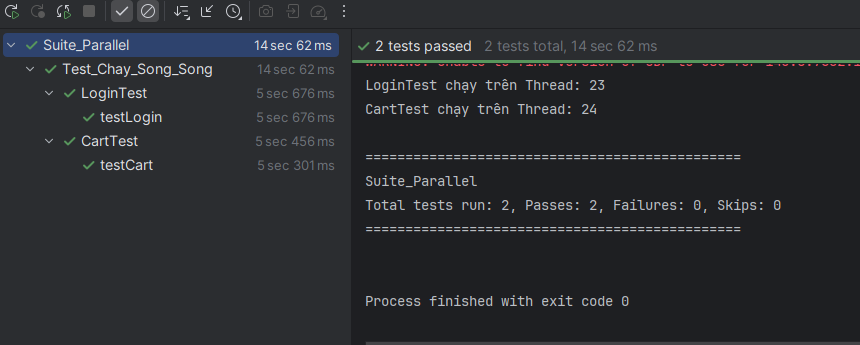 Suite_Parallel 14 sec 62 ms
Test_Chay_Song_Song 14 sec 62 ms
LoginTest 5 sec 676 ms
testLogin 5 sec 676 ms
CartTest 5 sec 456 ms
testCart 5 sec 301 ms
2 tests passed 2 tests total, 14 sec 62 ms
LoginTest chạy trên Thread: 23
CartTest chạy trên Thread: 24
===============================================
Suite_Parallel
Total tests run: 2, Passes: 2, Failures: 0, Skips: 0
===============================================
Process finished with exit code 0